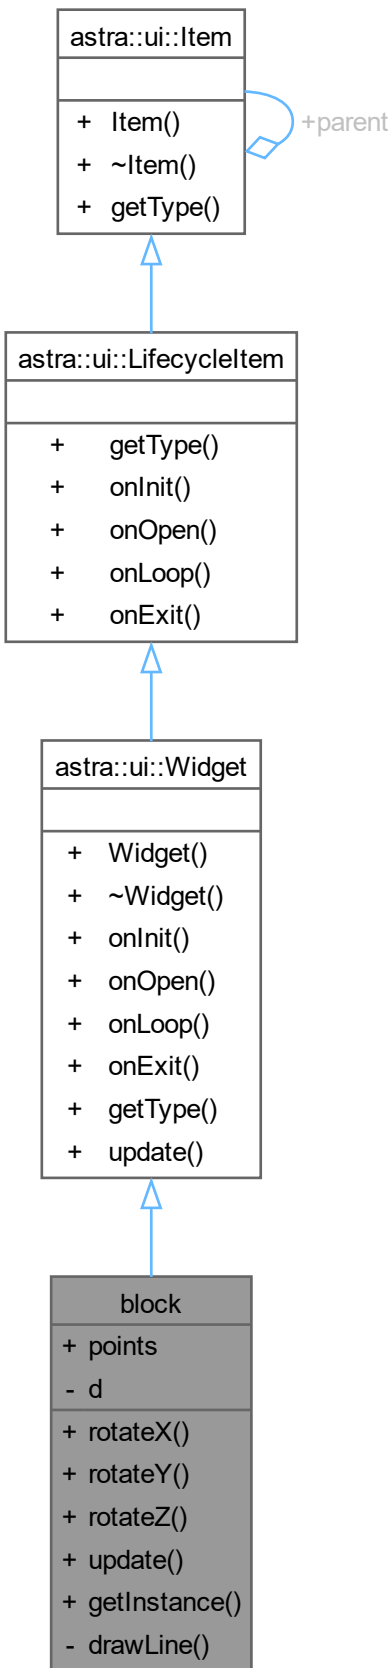 astra::ui::Item
+ Item()
+parent
+ ~Item()
+ getType()
astra::ui::LifecycleItem
+ getType()
+ onInit()
+ onOpen()
+ onLoop()
+ onExit()
astra::ui::Widget
+ Widget()
+ ~Widget()
+ onInit()
+ onOpen()
+ onLoop()
+ onExit()
+ getType()
+ update()
block
+ points
- d
+ rotateX()
+ rotateY()
+ rotateZ()
+ update()
+ getInstance()
- drawLine()